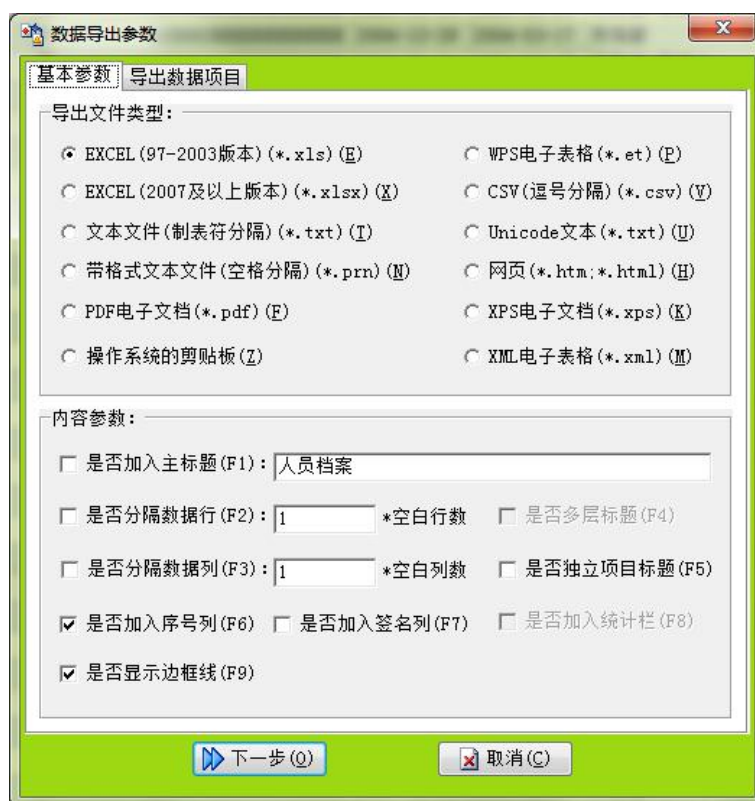 数据导出参数
基本参数 导出数据项目
导出文件类型:
EXCEL(97-2003版本)(*.xls)(E) WPS电子表格(*.et)(P)
EXCEL(2007及以上版本)(*.xlsx)(X) CSV(逗号分隔)(*.csv)(V)
文本文件(制表符分隔)(*.txt)(T) Unicode文本(*.txt)(U)
带格式文本文件(空格分隔)(*.prn)(N) 网页(*.htm;*.html)(H)
PDF电子文档(*.pdf)(F) XPS电子文档(*.xps)(K)
操作系统的剪贴板(Z) XML电子表格(*.xml)(M)
内容参数:
是否加入主标题(F1): 人员档案
是否分隔数据行(F2): 1 *空白行数 是否多层标题(F4)
是否分隔数据列(F3): 1 *空白列数 是否独立项目标题(F5)
是否加入序号列(F6) 是否加入签名列(F7) 是否加入统计栏(F8)
是否显示边框线(F9)
下一步(O) 取消(C)